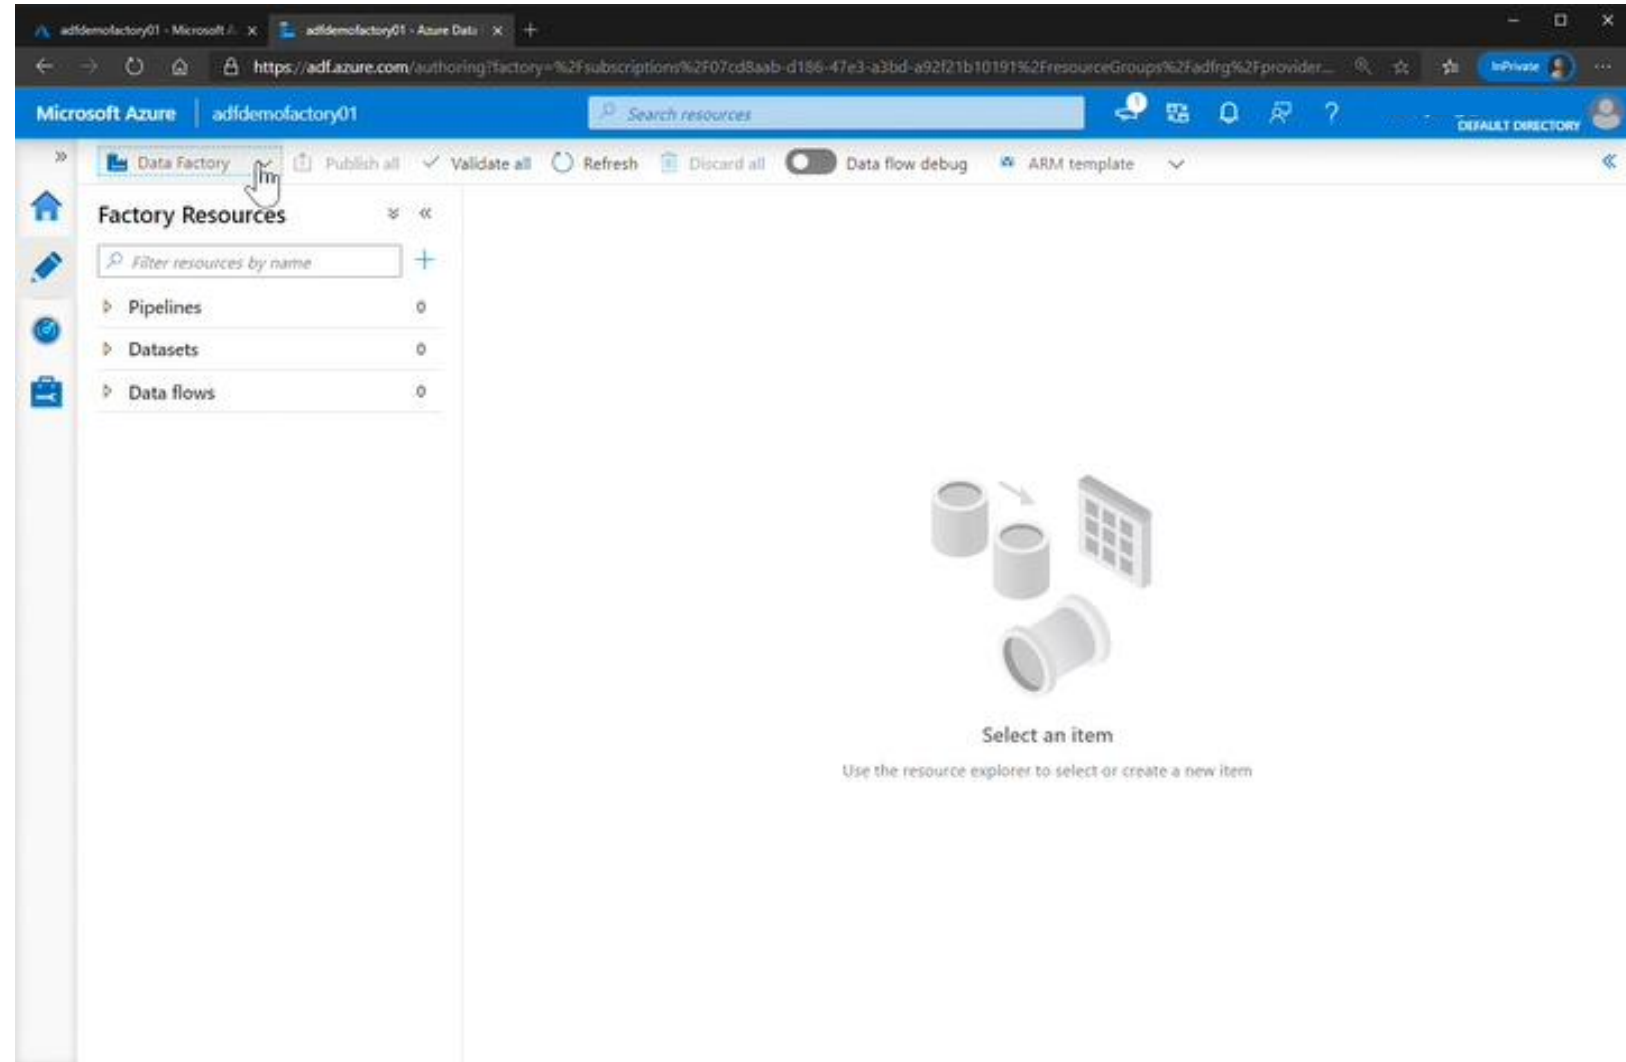 adfdemofactory01 - Microsoft A
adfdemofactory01 - Azure Data
https://adf.azure.com/authoring?factory=%2Fsubscriptions%2F07cd8aab-d186-47e3-a3bd-a92f21b10191%2FresourceGroups%2Fadfrg%2Fprovider...
InPrivate
Microsoft Azure
adfdemofactory01
Search resources
1
?
DEFAULT DIRECTORY
Data Factory
Publish all
Validate all
Refresh
Discard all
Data flow debug
ARM template
Factory Resources
Filter resources by name
Pipelines 0
Datasets 0
Data flows 0
Select an item
Use the resource explorer to select or create a new item